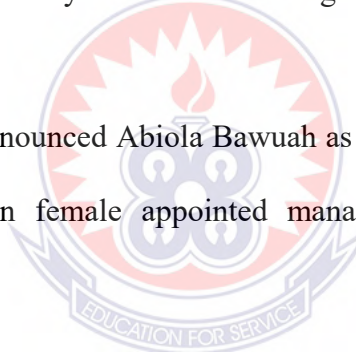 nounced Abiola Bawuah as
n female appointed mana
EDUCATION FOR SERVICE